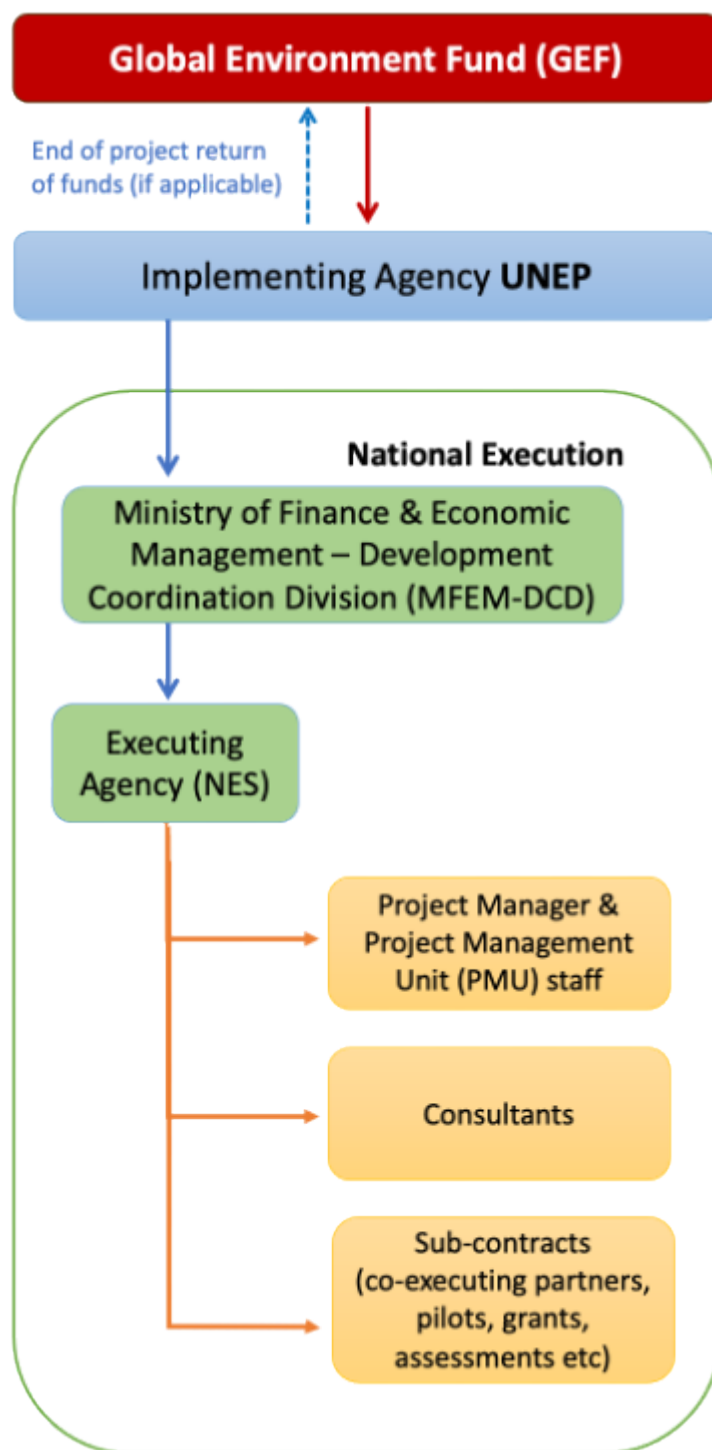 Global Environment Fund (GEF)
End of project return
of funds (if applicable)
Implementing Agency UNEP
National Execution
Ministry of Finance & Economic
Management – Development
Coordination Division (MFEM-DCD)
Executing
Agency (NES)
Project Manager &
Project Management
Unit (PMU) staff
Consultants
Sub-contracts
(co-executing partners,
pilots, grants,
assessments etc)